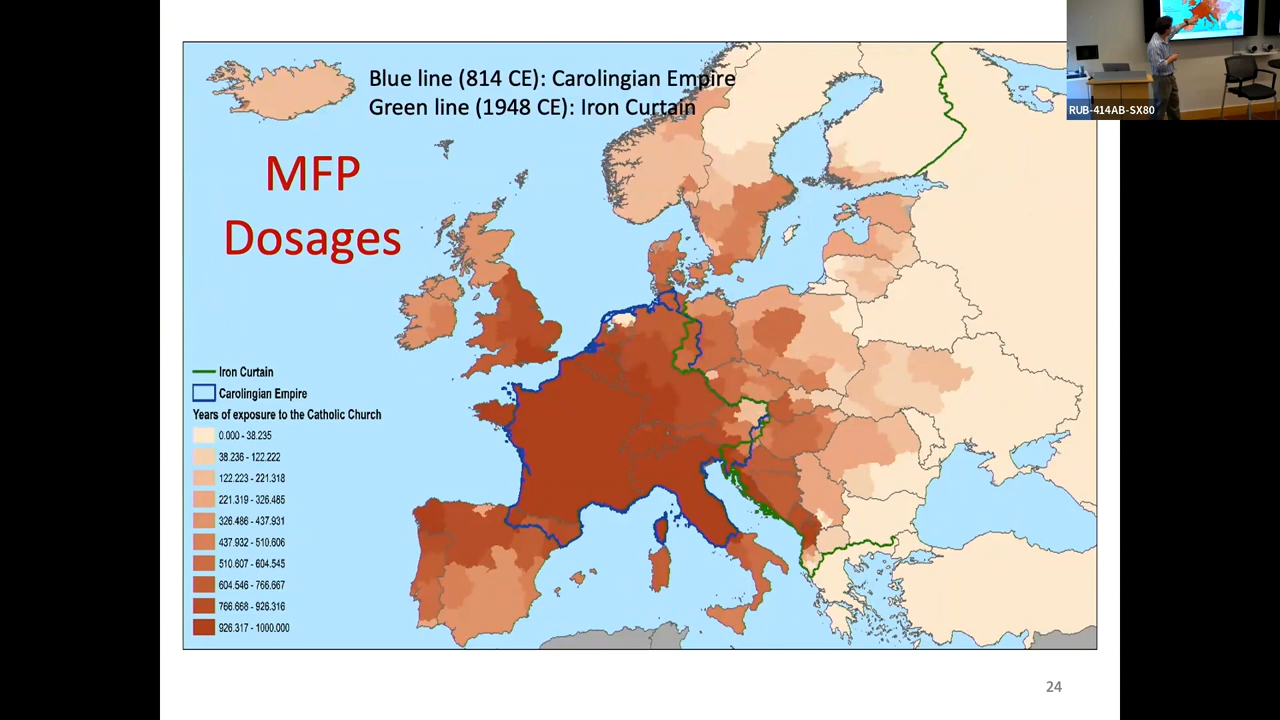 Blue line (814 CE): Carolingian Empire
Green line (1948 CE): Iron Curtain
MFP
Dosages
Iron Curtain
Carolingian Empire
Years of exposure to the Catholic Church
0.000 - 38.235
38.236 - 122.222
122.223 - 221.318
221.319 - 326.485
326.486 - 437.931
437.932 - 510.606
510.607 - 604.545
604.546 - 766.667
766.668 - 926.316
926.317 - 1000.000
24
RUB-414AB-SX80